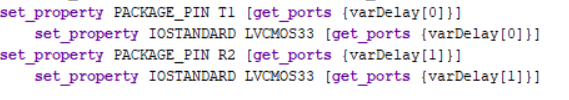 set_property PACKAGE_PIN T1 [get_ports {varDelay[0]}]
set_property IOSTANDARD LVCMOS33 [get_ports {varDelay[0]}]
set_property PACKAGE_PIN R2 [get_ports {varDelay[1]}]
set_property IOSTANDARD LVCMOS33 [get_ports {varDelay[1]}]